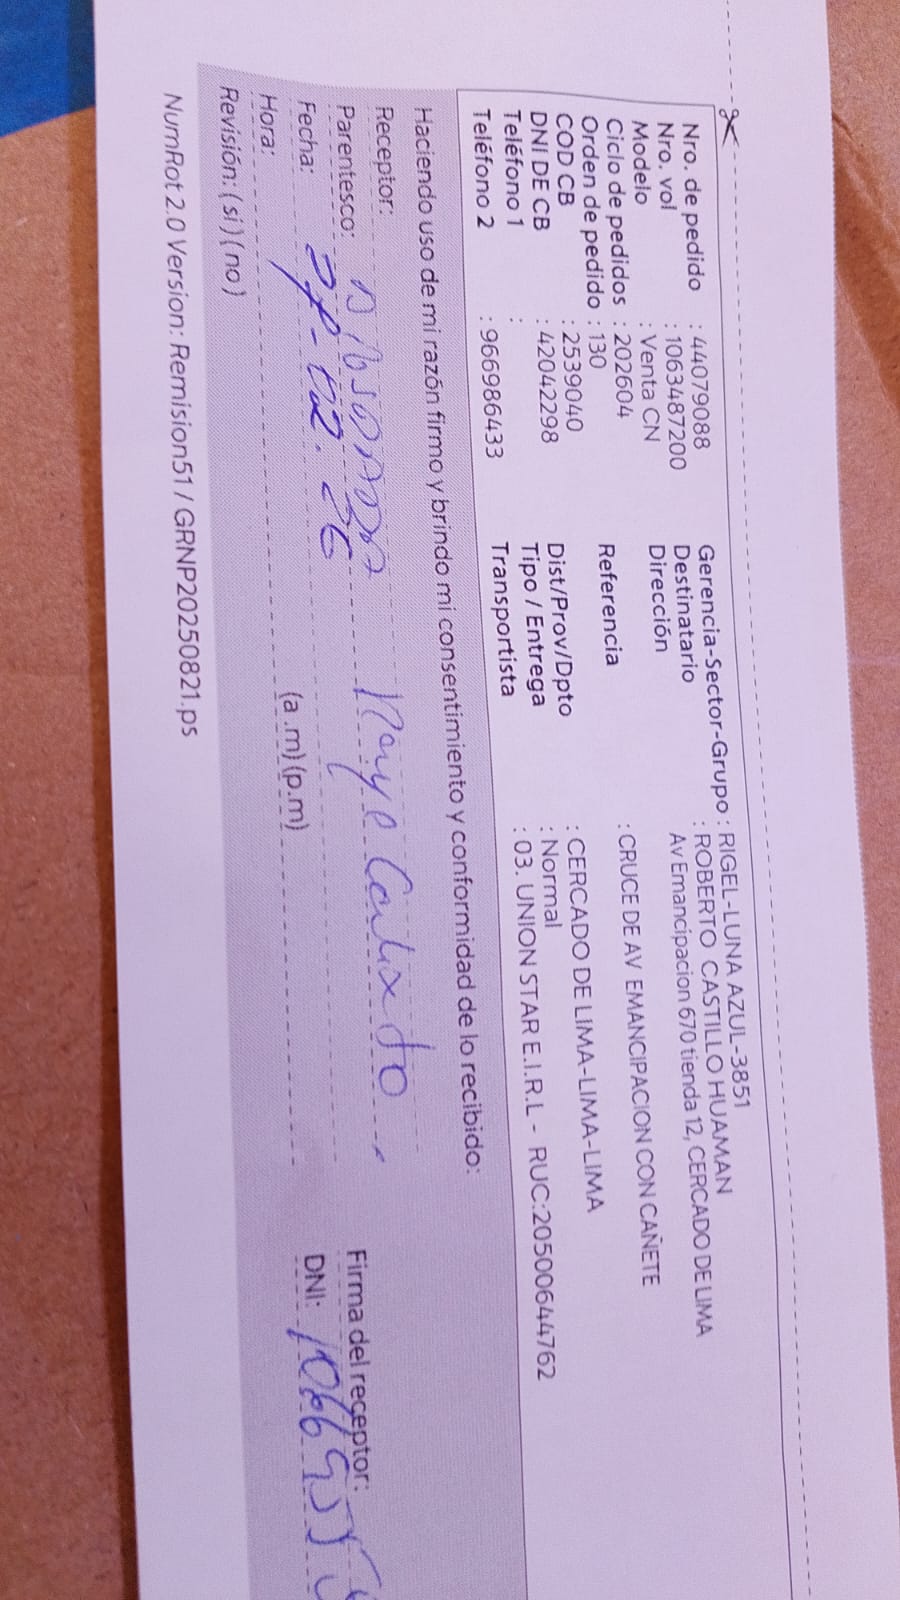 Nro. de pedido : 44079088
Nro. vol : 1063487200
Modelo : Venta CN
Ciclo de pedidos : 202604
Orden de pedido : 130
COD CB : 2539040
DNI DE CB : 42042298
Teléfono 1 :
Teléfono 2 : 966986433
Gerencia-Sector-Grupo : RIGEL-LUNA AZUL-3851
Destinatario : ROBERTO CASTILLO HUAMAN
Dirección Av Emancipacion 670 tienda 12, CERCADO DE LIMA
Referencia : CRUCE DE AV EMANCIPACION CON CAÑETE
Dist/Prov/Dpto : CERCADO DE LIMA-LIMA-LIMA
Tipo / Entrega : Normal
Transportista : 03. UNION STAR E.I.R.L - RUC:20500644762
Haciendo uso de mi razón firmo y brindo mi consentimiento y conformidad de lo recibido:
Receptor:
Parentesco:
Firma del receptor:
Fecha: 27-02.26
DNI:
Hora: (a .m) (p.m)
Revisión: ( si ) ( no )
NumRot 2.0 Version: Remision51 / GRNP20250821.ps